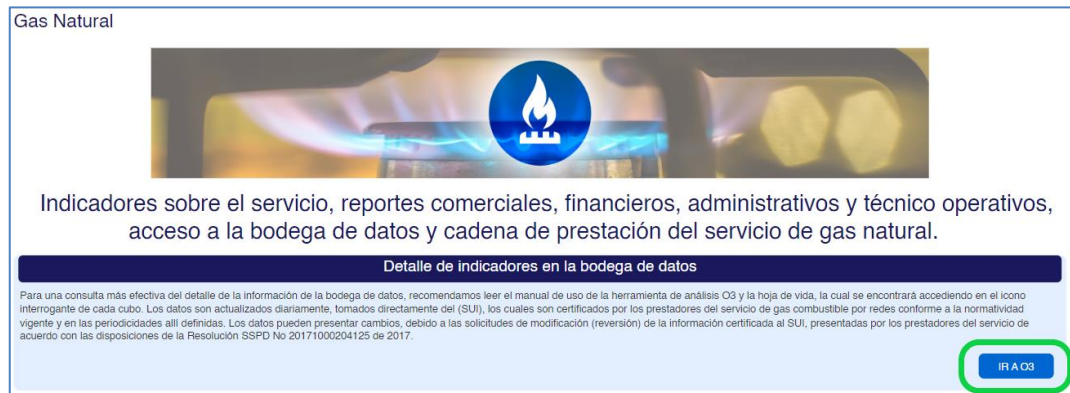 Gas Natural
Indicadores sobre el servicio, reportes comerciales, financieros, administrativos y técnico operativos,
acceso a la bodega de datos y cadena de prestación del servicio de gas natural.
Detalle de indicadores en la bodega de datos
Para una consulta más efectiva del detalle de la información de la bodega de datos, recomendamos leer el manual de uso de la herramienta de análisis O3 y la hoja de vida, la cual se encontrará accediendo en el icono
interrogante de cada cubo. Los datos son actualizados diariamente, tomados directamente del (SUI), los cuales son certificados por los prestadores del servicio de gas combustible por redes conforme a la normatividad
vigente y en las periodicidades allí definidas. Los datos pueden presentar cambios, debido a las solicitudes de modificación (reversión) de la información certificada al SUI, presentadas por los prestadores del servicio de
acuerdo con las disposiciones de la Resolución SSPD No 20171000204125 de 2017.
IR A O3